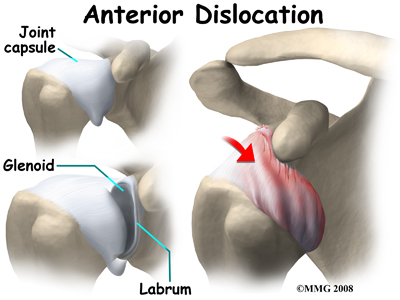 Anterior Dislocation
Joint
capsule
Glenoid
Labrum
©MMG 2008